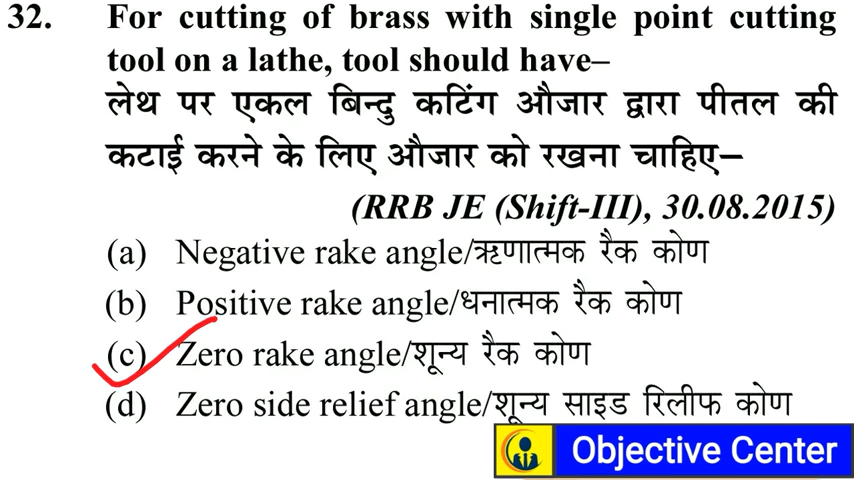 32. For cutting of brass with single point cutting
tool on a lathe, tool should have–
लेथ पर एकल बिन्दु कटिंग औजार द्वारा पीतल की
कटाई करने के लिए औजार को रखना चाहिए–
(RRB JE (Shift-III), 30.08.2015)
(a) Negative rake angle/ऋणात्मक रैक कोण
(b) Positive rake angle/धनात्मक रैक कोण
(c) Zero rake angle/शून्य रैक कोण
(d) Zero side relief angle/शून्य साइड रिलीफ कोण
Objective Center